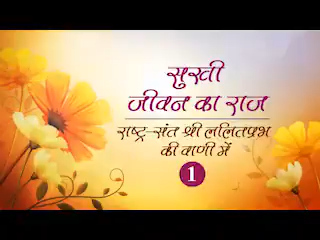 सुखी
जीवन का राज
राष्ट्र-संत श्री ललितप्रभ
की वाणी में
1